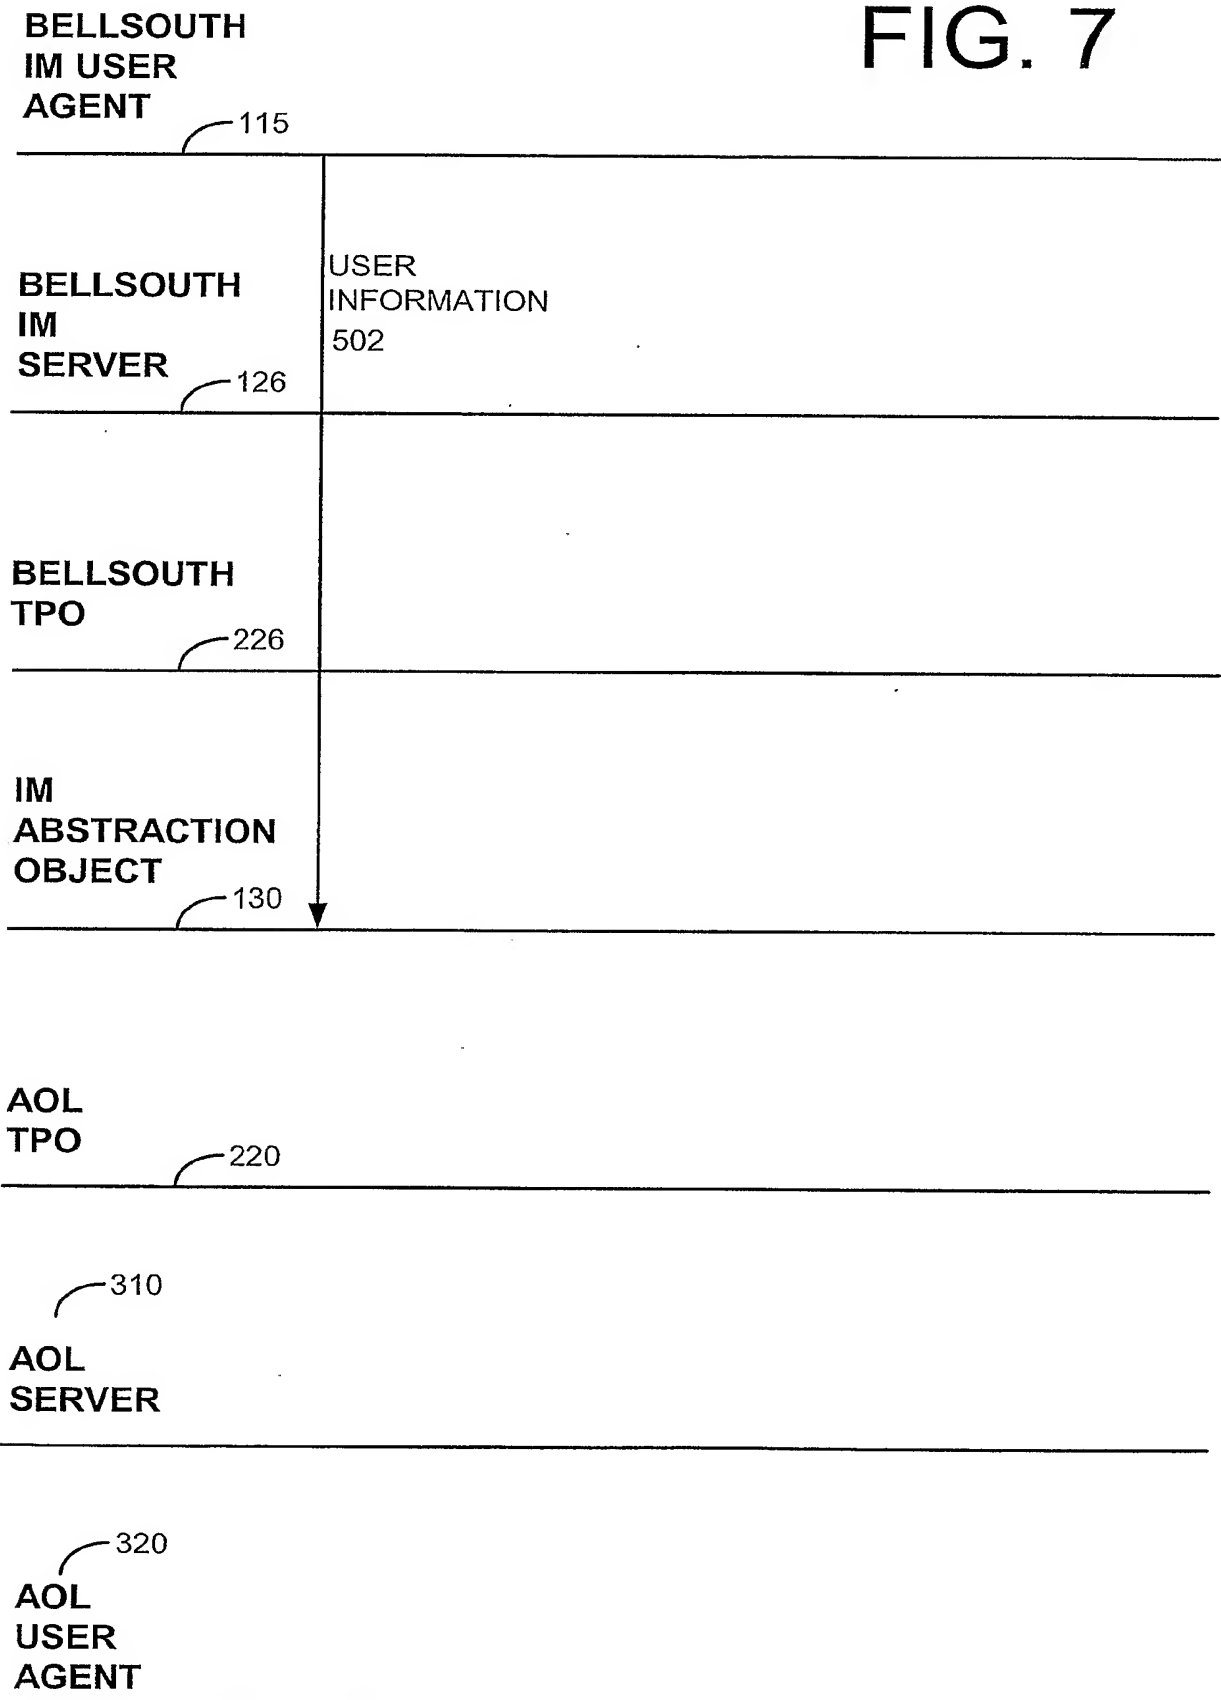 FIG. 7
BELLSOUTH
IM USER
AGENT
115
USER
INFORMATION
502
BELLSOUTH
IM
SERVER
126
BELLSOUTH
TPO
226
IM
ABSTRACTION
OBJECT
130
AOL
TPO
220
310
AOL
SERVER
320
AOL
USER
AGENT